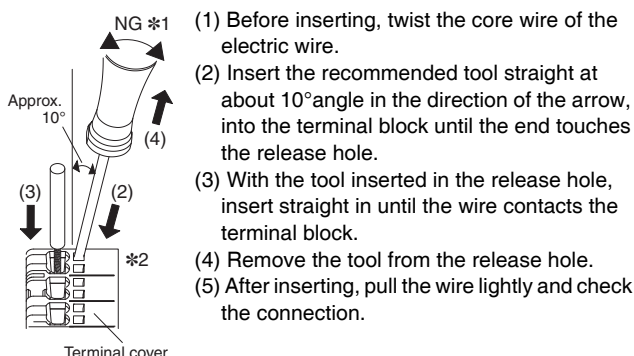 NG ✻1
Approx.
10°
(4)
(3)
(2)
✻2
Terminal cover
(1) Before inserting, twist the core wire of the
electric wire.
(2) Insert the recommended tool straight at
about 10°angle in the direction of the arrow,
into the terminal block until the end touches
the release hole.
(3) With the tool inserted in the release hole,
insert straight in until the wire contacts the
terminal block.
(4) Remove the tool from the release hole.
(5) After inserting, pull the wire lightly and check
the connection.